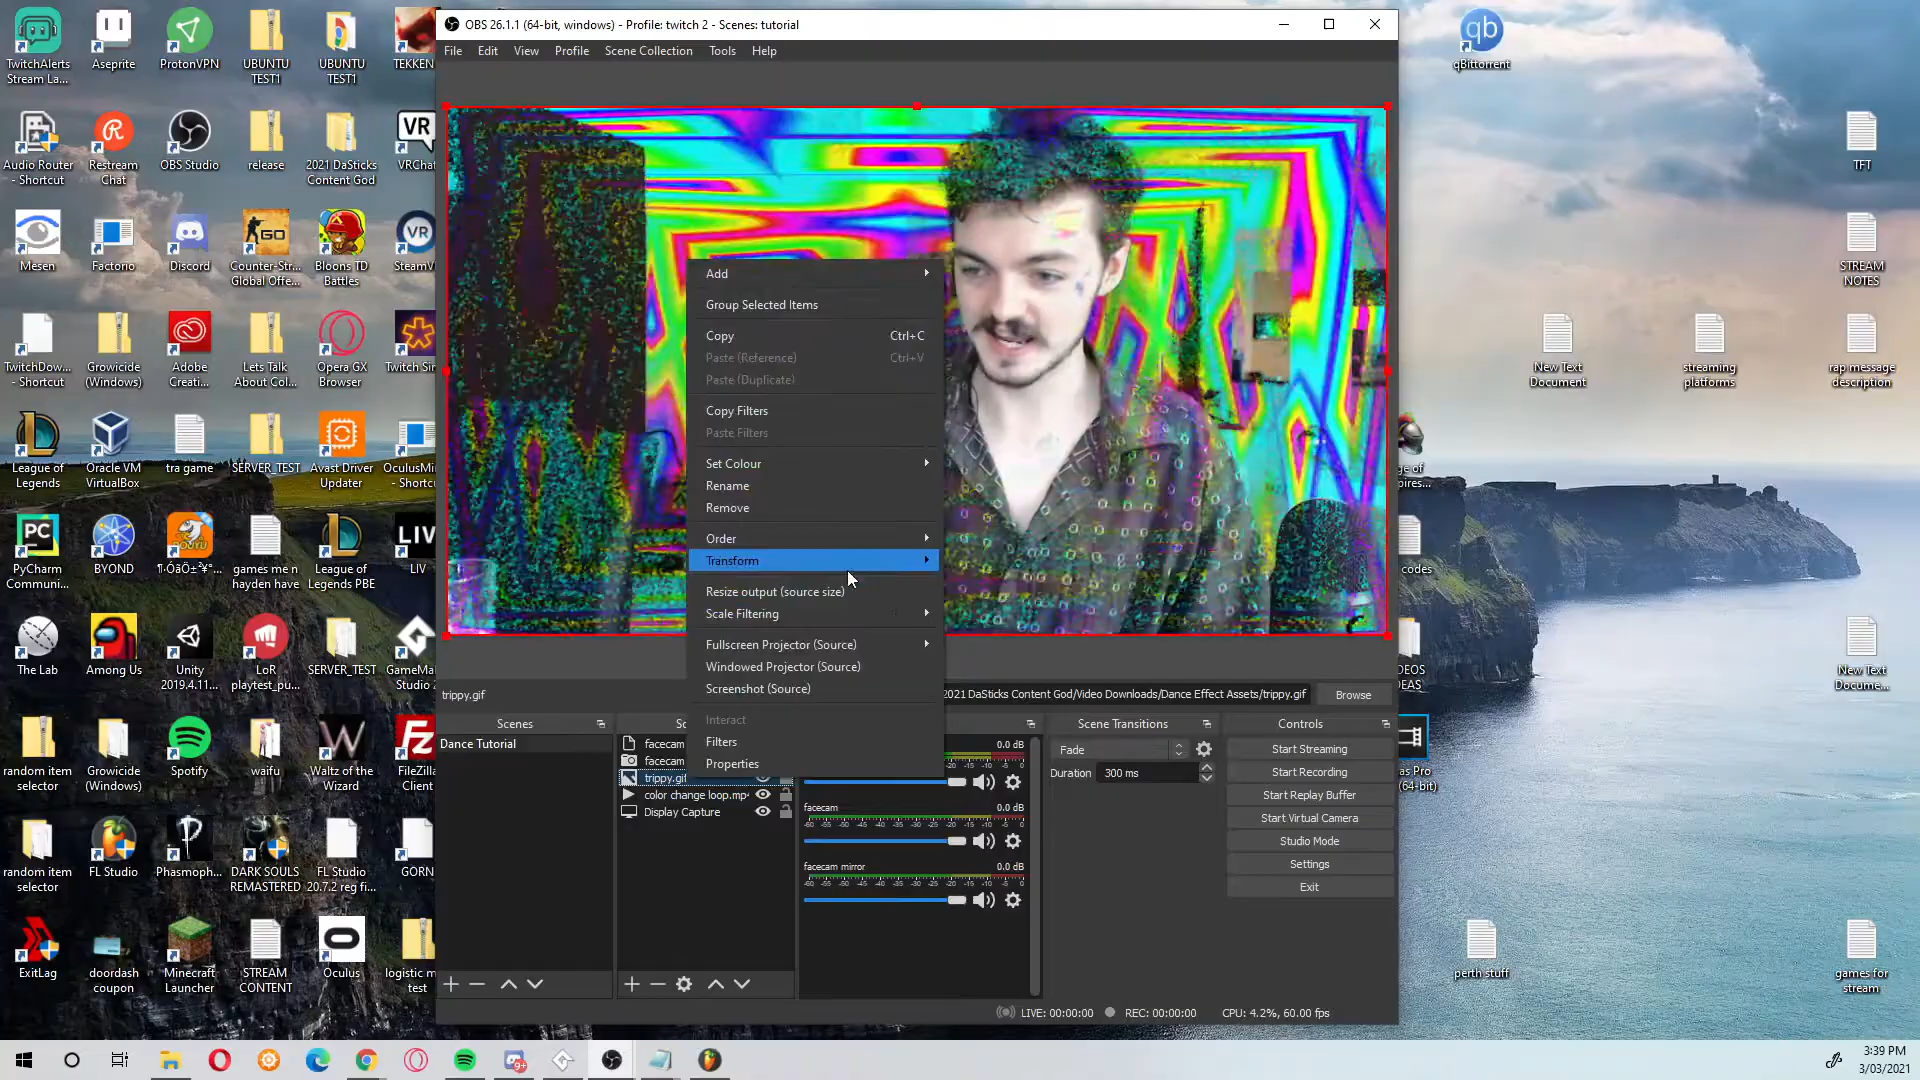 OBS 26.1.1 (64-bit, windows) - Profile: twitch 2 - Scenes: tutorial
File Edit View Profile Scene Collection Tools Help
TwitchAlerts Stream La...
Aseprite
ProtonVPN
UBUNTU TEST1
UBUNTU TEST1
TEKKEN
qBittorrent
Audio Router - Shortcut
Restream Chat
OBS Studio
release
2021 DaSticks Content God
VR
VRChat
TFT
Mesen
Factorio
Discord
Counter-Str... Global Offe...
Bloons TD Battles
SteamV
STREAM NOTES
TwitchDow... - Shortcut
Growicide (Windows)
Adobe Creati...
Lets Talk About Col...
Opera GX Browser
New Text Document
streaming platforms
rap message description
League of Legends
Oracle VM VirtualBox
tra game
SERVER_TEST
Avast Driver Updater
PyCharm Communi...
BYOND
games me n hayden have
League of Legends PBE
LIV
codes
The Lab
Among Us
Unity 2019.4.11...
LoR playtest_pu...
SERVER_TEST
New Text Docume...
random item selector
Growicide (Windows)
Spotify
waifu
Waltz of the Wizard
FileZilla Client
random item selector
FL Studio
Phasmoph...
DARK SOULS REMASTERED
FL Studio 20.7.2 reg fi...
GORN
ExitLag
doordash coupon
Minecraft Launcher
STREAM CONTENT
Oculus
logistic m test
perth stuff
games for stream
Add
Group Selected Items
Copy Ctrl+C
Paste (Reference) Ctrl+V
Paste (Duplicate)
Copy Filters
Paste Filters
Set Colour
Rename
Remove
Order
Transform
Resize output (source size)
Scale Filtering
Fullscreen Projector (Source)
Windowed Projector (Source)
Screenshot (Source)
Interact
Filters
Properties
trippy.gif
2021 DaSticks Content God/Video Downloads/Dance Effect Assets/trippy.gif
Browse
Scenes
Dance Tutorial
facecam
facecam
trippy.gif
color change loop.mp
Display Capture
0.0 dB
facecam 0.0 dB
facecam mirror 0.0 dB
Scene Transitions
Fade
Duration 300 ms
Controls
Start Streaming
Start Recording
Start Replay Buffer
Start Virtual Camera
Studio Mode
Settings
Exit
LIVE: 00:00:00 REC: 00:00:00 CPU: 4.2%, 60.00 fps
3:39 PM
3/03/2021